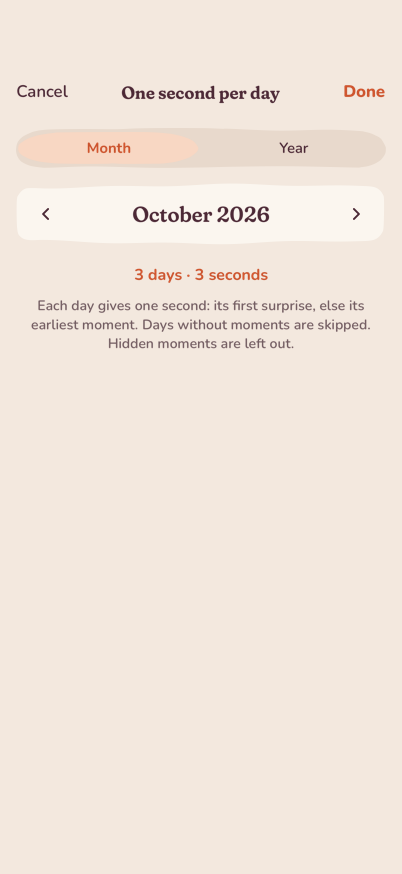 Cancel
One second per day
Done
Month
Year
October 2026
3 days · 3 seconds
Each day gives one second: its first surprise, else its
earliest moment. Days without moments are skipped.
Hidden moments are left out.